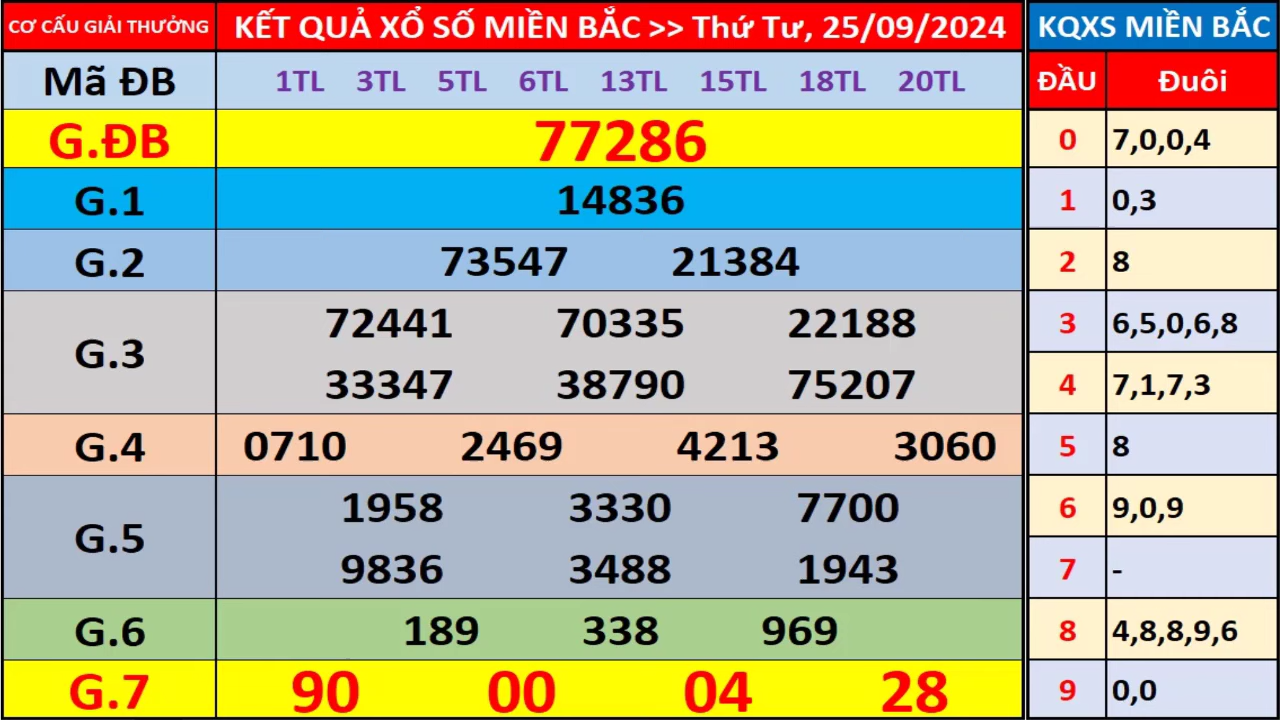 CƠ CẤU GIẢI THƯỞNG KẾT QUẢ XỔ SỐ MIỀN BẮC >> Thứ Tư, 25/09/2024 KQXS MIỀN BẮC
Mã ĐB 1TL 3TL 5TL 6TL 13TL 15TL 18TL 20TL ĐẦU Đuôi
G.ĐB 77286 0 7,0,0,4
G.1 14836 1 0,3
G.2 73547 21384 2 8
G.3 72441 70335 22188 3 6,5,0,6,8
33347 38790 75207 4 7,1,7,3
G.4 0710 2469 4213 3060 5 8
G.5 1958 3330 7700 6 9,0,9
9836 3488 1943 7 -
G.6 189 338 969 8 4,8,8,9,6
G.7 90 00 04 28 9 0,0